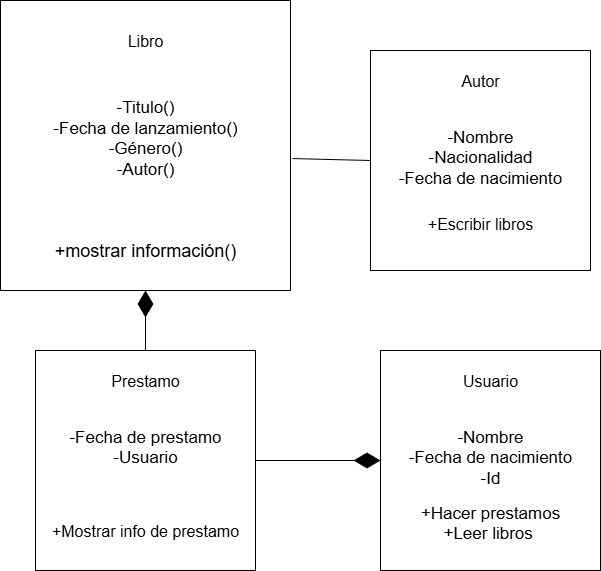 Libro
-Titulo()
-Fecha de lanzamiento()
-Género()
-Autor()
+mostrar información()
Autor
-Nombre
-Nacionalidad
-Fecha de nacimiento
+Escribir libros
Prestamo
-Fecha de prestamo
-Usuario
+Mostrar info de prestamo
Usuario
-Nombre
-Fecha de nacimiento
-Id
+Hacer prestamos
+Leer libros